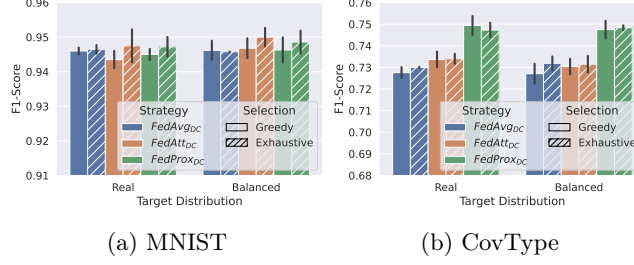 0.96
0.95
0.94
0.93
0.92
0.91
F1-Score
Strategy
FedAvgDC
FedAttDC
FedProxDC
Selection
Greedy
Exhaustive
Real
Balanced
Target Distribution
(a) MNIST
0.76
0.75
0.74
0.73
0.72
0.71
0.70
0.69
0.68
F1-Score
Strategy
FedAvgDC
FedAttDC
FedProxDC
Selection
Greedy
Exhaustive
Real
Balanced
Target Distribution
(b) CovType